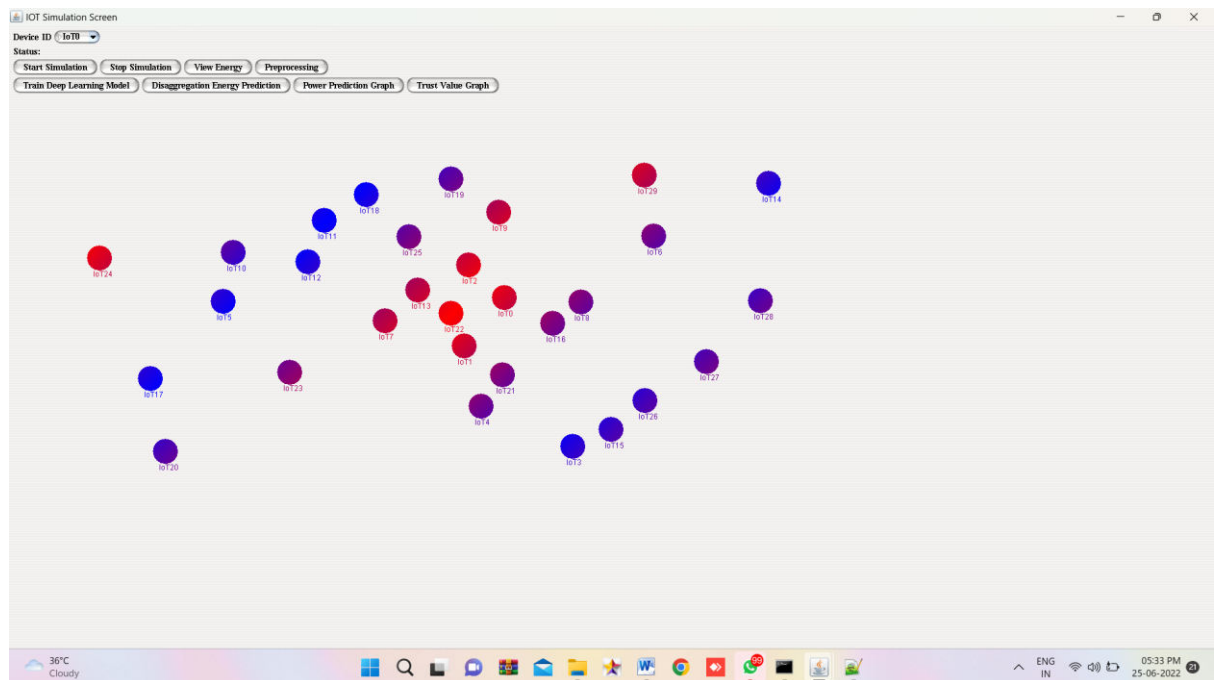 IOT Simulation Screen
Device ID IoT0
Status:
Start Simulation Stop Simulation View Energy Preprocessing
Train Deep Learning Model Disaggregation Energy Prediction Power Prediction Graph Trust Value Graph
IoT19
IoT29
IoT14
IoT18
IoT9
IoT11
IoT25
IoT6
IoT24
IoT10
IoT12
IoT2
IoT13
IoT0
IoT5
IoT8
IoT28
IoT22
IoT7
IoT16
IoT1
IoT27
IoT17
IoT23
IoT21
IoT4
IoT26
IoT15
IoT3
IoT20
36°C
Cloudy
W
99
ENG
IN
05:33 PM
25-06-2022
21